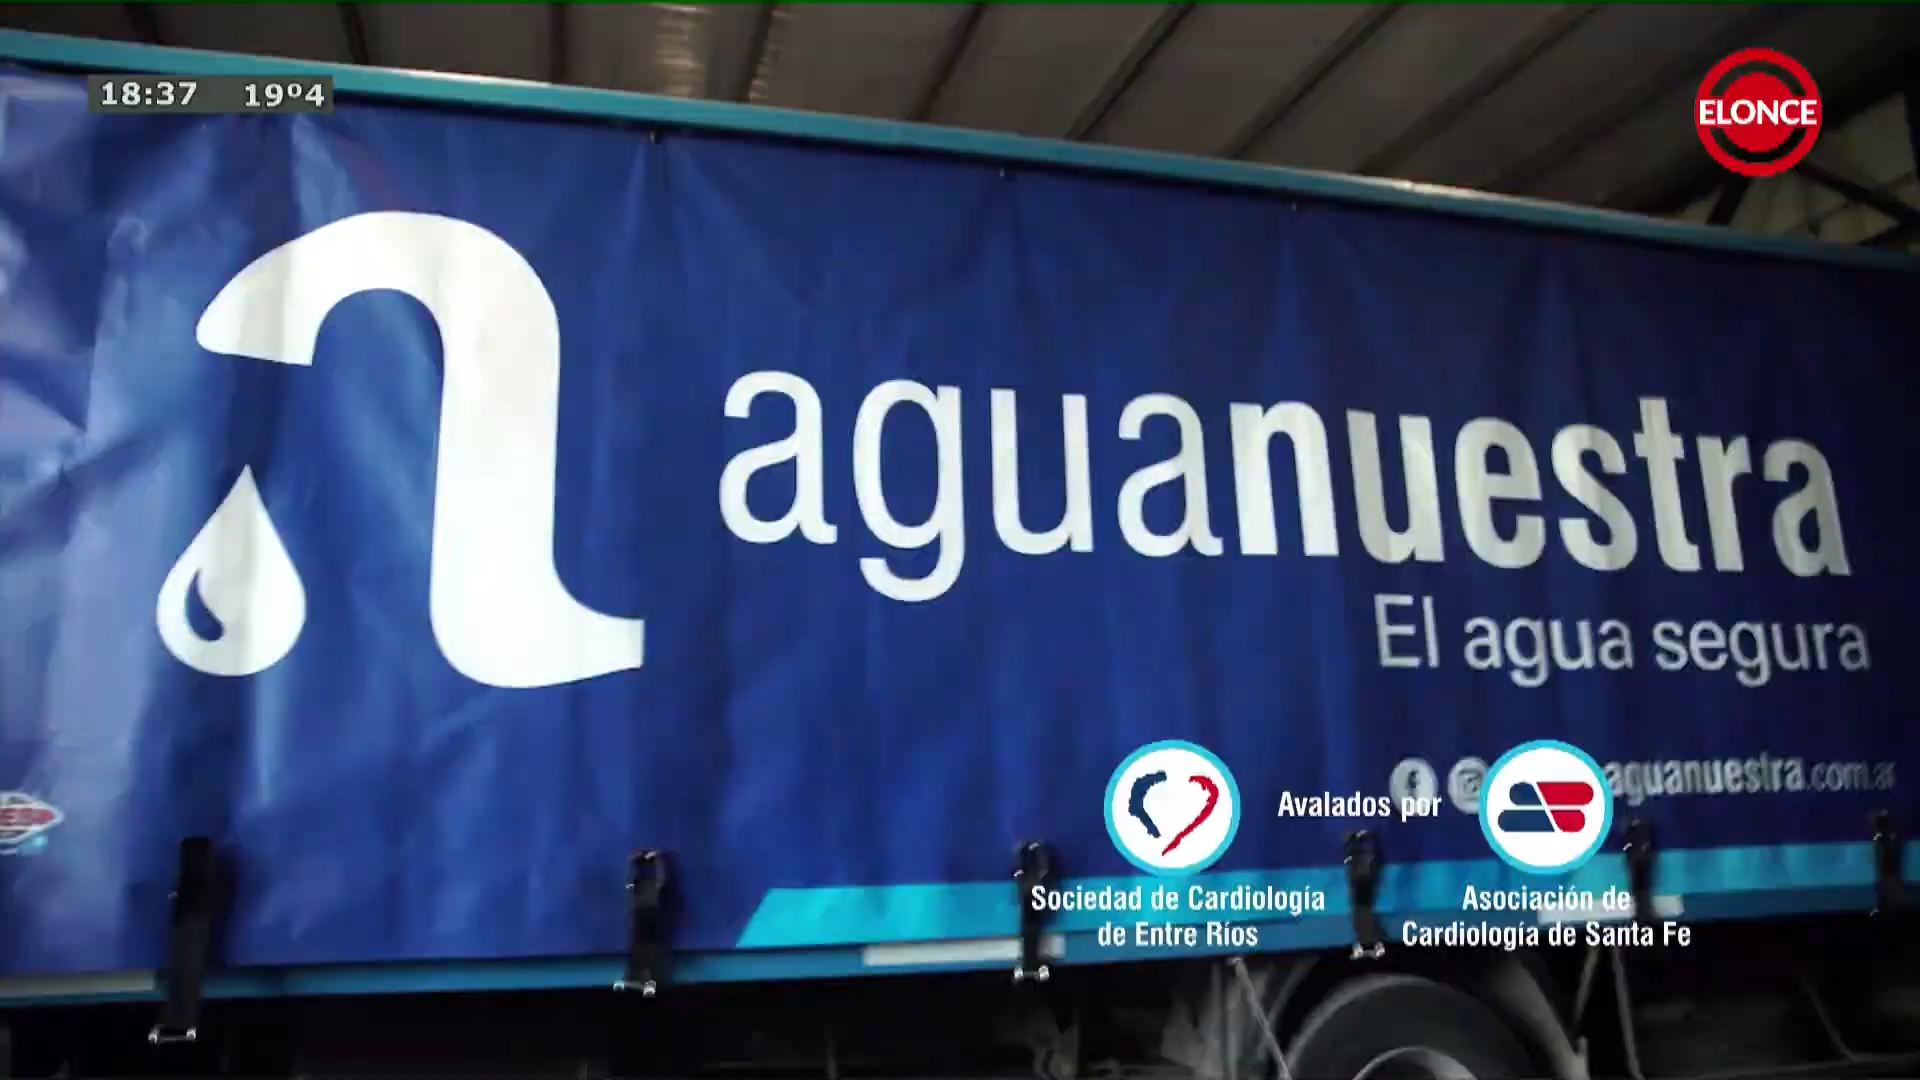 18:37 19º4
ELONCE
aguanuestra
El agua segura
aguanuestra.com.ar
Avalados por
Sociedad de Cardiología
de Entre Ríos
Asociación de
Cardiología de Santa Fe